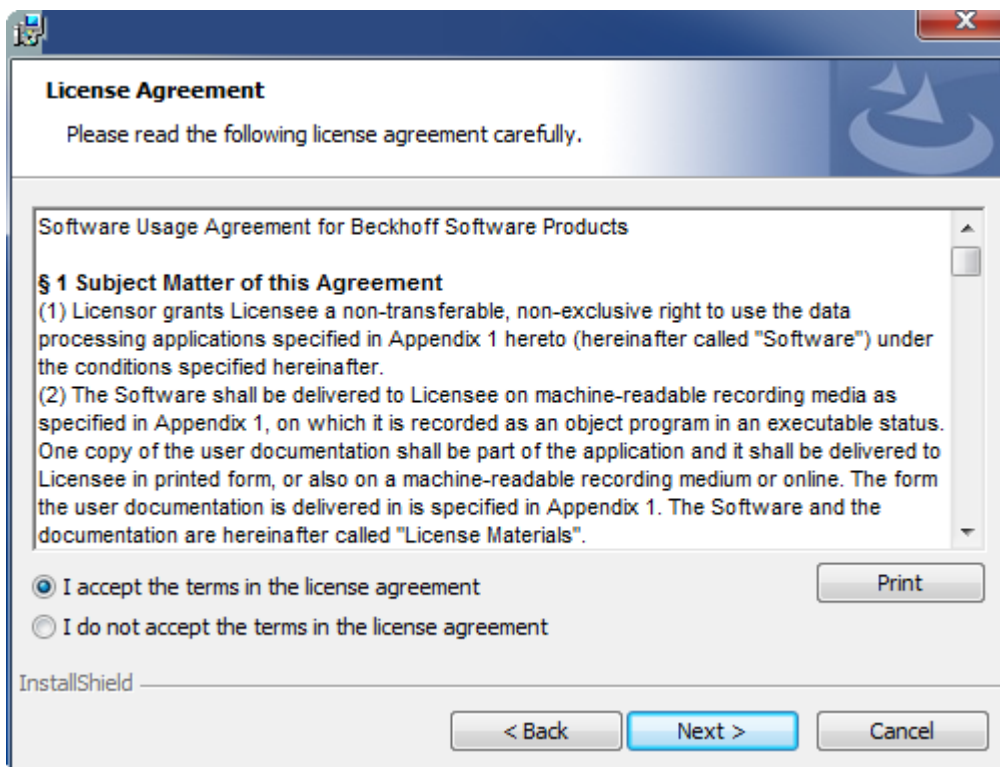 License Agreement
Please read the following license agreement carefully.
Software Usage Agreement for Beckhoff Software Products
§ 1 Subject Matter of this Agreement
(1) Licensor grants Licensee a non-transferable, non-exclusive right to use the data
processing applications specified in Appendix 1 hereto (hereinafter called "Software") under
the conditions specified hereinafter.
(2) The Software shall be delivered to Licensee on machine-readable recording media as
specified in Appendix 1, on which it is recorded as an object program in an executable status.
One copy of the user documentation shall be part of the application and it shall be delivered to
Licensee in printed form, or also on a machine-readable recording medium or online. The form
the user documentation is delivered in is specified in Appendix 1. The Software and the
documentation are hereinafter called "License Materials".
I accept the terms in the license agreement
Print
I do not accept the terms in the license agreement
InstallShield
< Back
Next >
Cancel